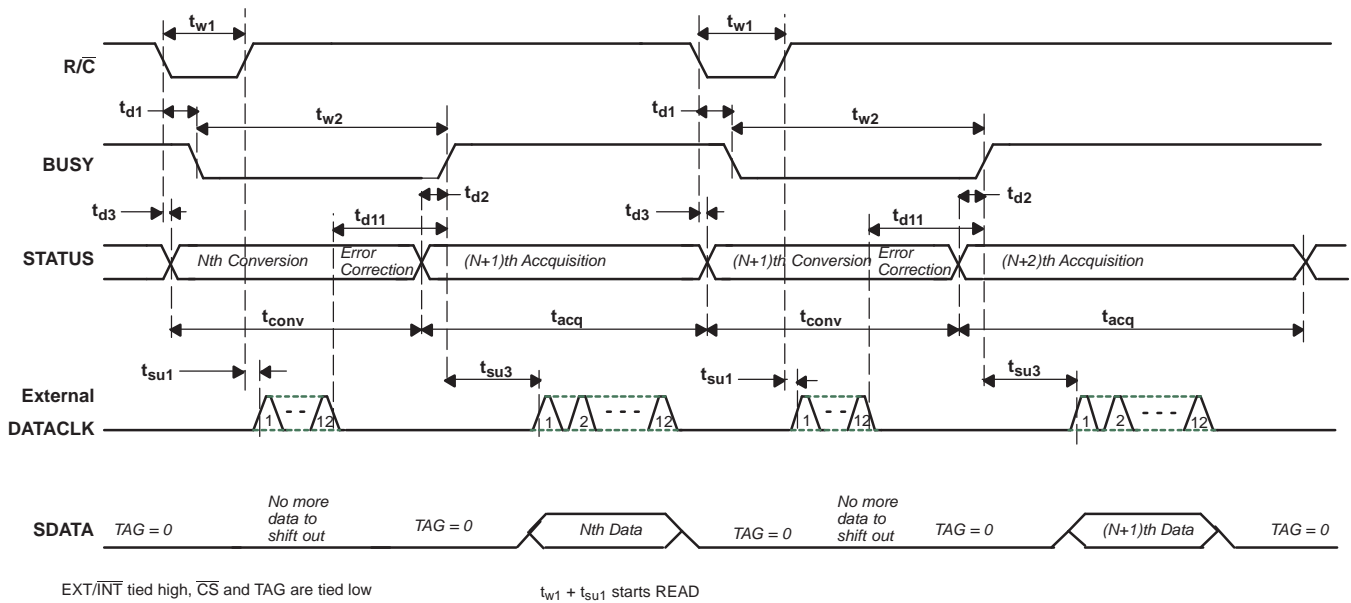 tw1 tw1
R/C̅
td1 tw2 td1 tw2
BUSY
td3 td2 td3 td2
td11 td11
STATUS Nth Conversion Error Correction (N+1)th Accquisition (N+1)th Conversion Error Correction (N+2)th Accquisition
tconv tacq tconv tacq
tsu1 tsu3 tsu1 tsu3
External
DATACLK 1 - - 12 1 2 - - - 12 1 - - 12 1 2 - - - 12
SDATA TAG = 0 No more data to shift out TAG = 0 Nth Data TAG = 0 No more data to shift out TAG = 0 (N+1)th Data TAG = 0
EXT/I̅N̅T̅ tied high, C̅S̅ and TAG are tied low tw1 + tsu1 starts READ